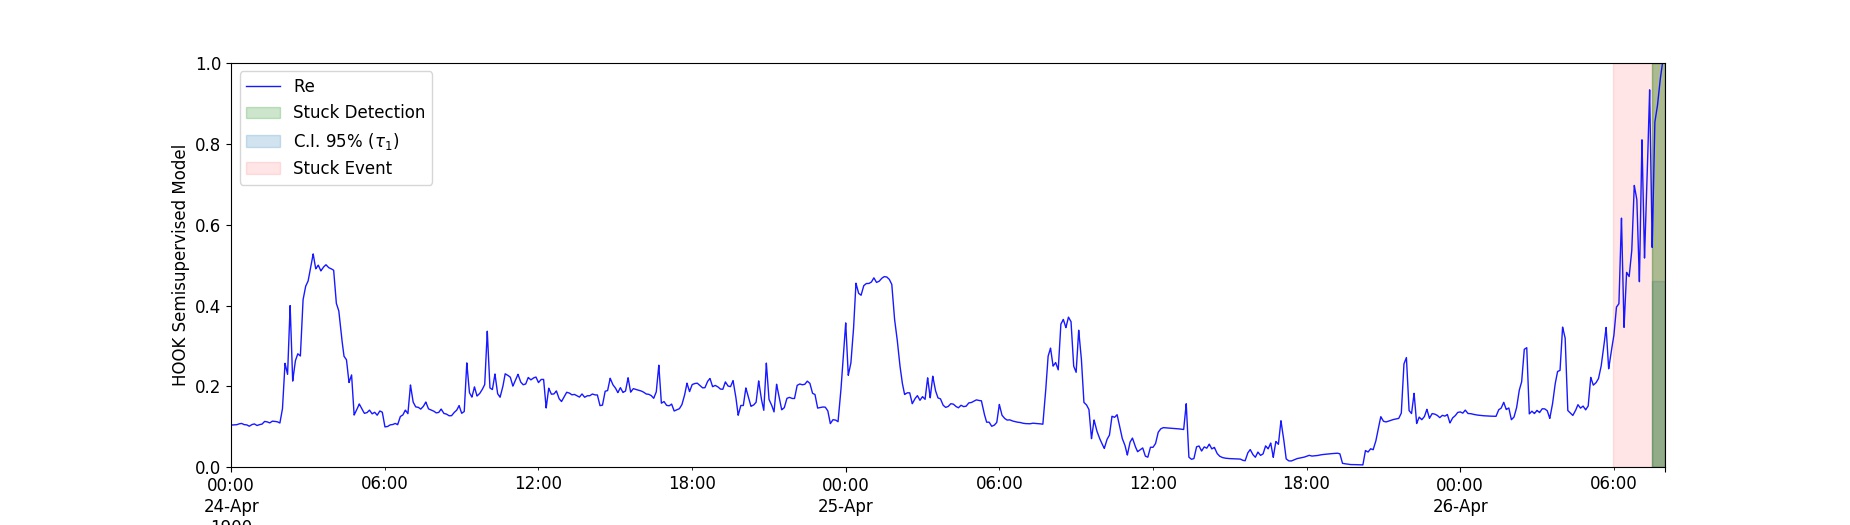 1.0
0.8
0.6
0.4
0.2
0.0
HOOK Semisupervised Model
Re
Stuck Detection
C.I. 95% (τ₁)
Stuck Event
00:00 06:00 12:00 18:00 00:00 06:00 12:00 18:00 00:00 06:00
24-Apr 25-Apr 26-Apr
1900